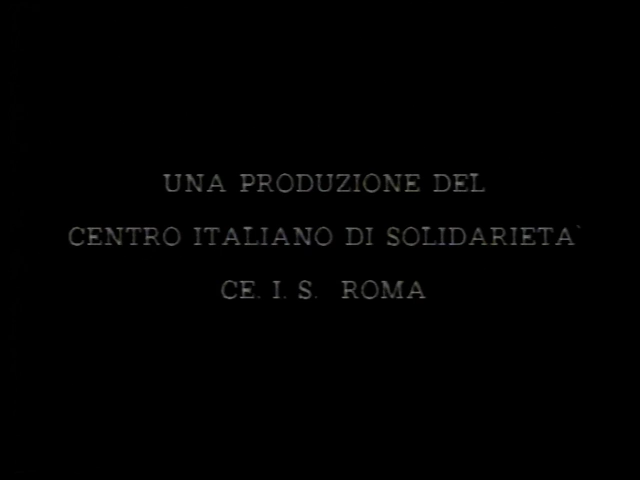 UNA PRODUZIONE DEL
CENTRO ITALIANO DI SOLIDARIETA'
CE. I. S. ROMA